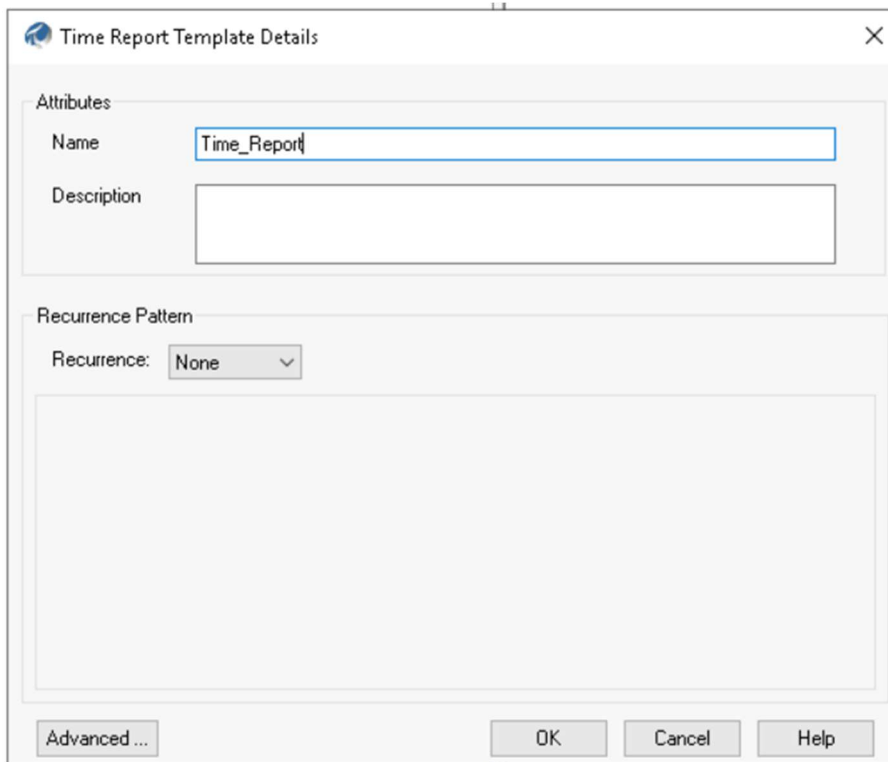 Time Report Template Details
Attributes
Name
Time_Report
Description
Recurrence Pattern
Recurrence: None
Advanced ...
OK Cancel Help